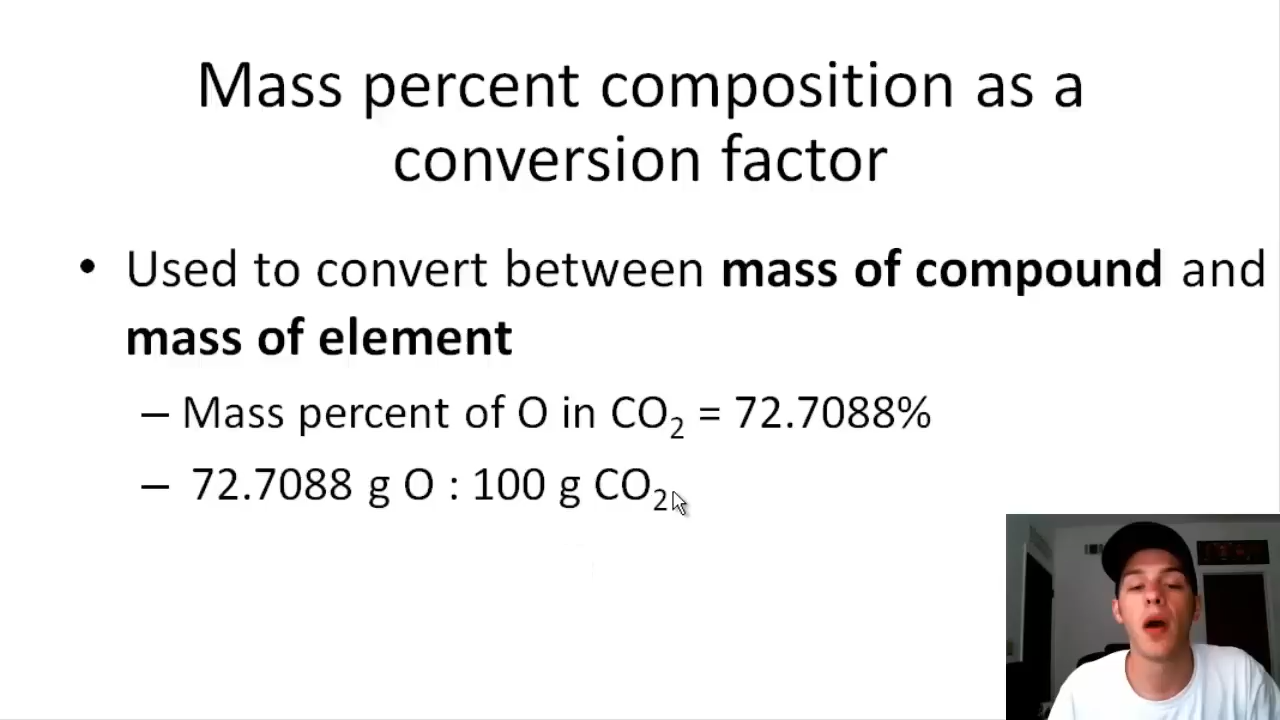 Mass percent composition as a
conversion factor
• Used to convert between mass of compound and
mass of element
– Mass percent of O in CO₂ = 72.7088%
– 72.7088 g O : 100 g CO₂